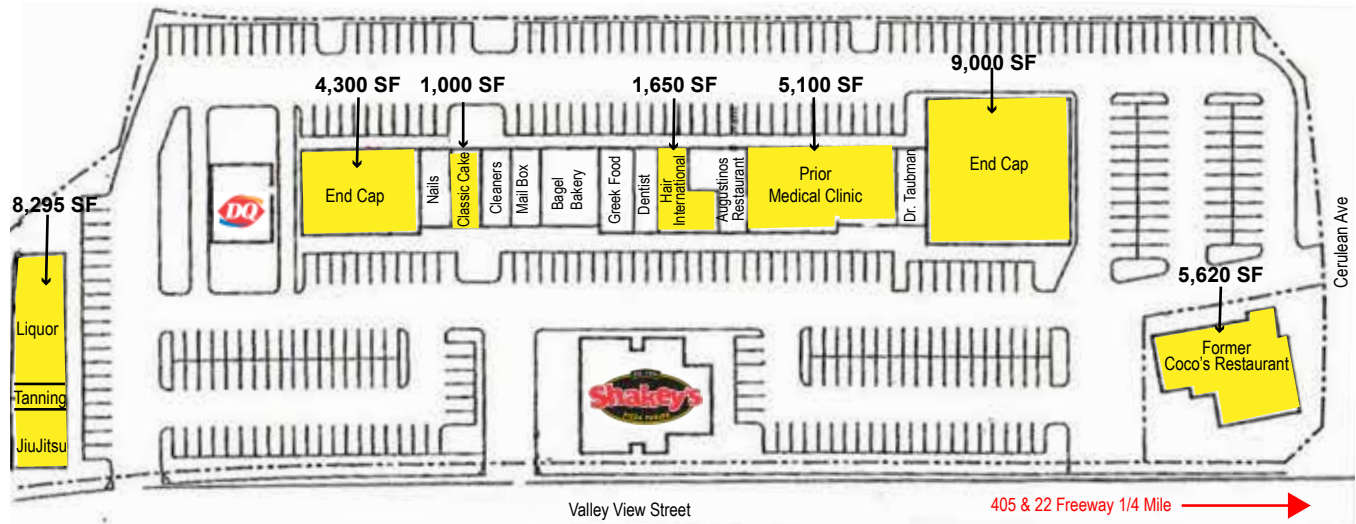 9,000 SF
4,300 SF
1,000 SF
1,650 SF
5,100 SF
8,295 SF
DQ
End Cap
Nails
Classic Cake
Cleaners
Mail Box
Bagel
Bakery
Greek Food
Dentist
Hair
International
Augustinos
Restaurant
Prior
Medical Clinic
Dr. Taubman
End Cap
Cerulean Ave
5,620 SF
Liquor
Tanning
JiuJitsu
Shakey's
PIZZA PARLOR
Former
Coco's Restaurant
Valley View Street
405 & 22 Freeway 1/4 Mile